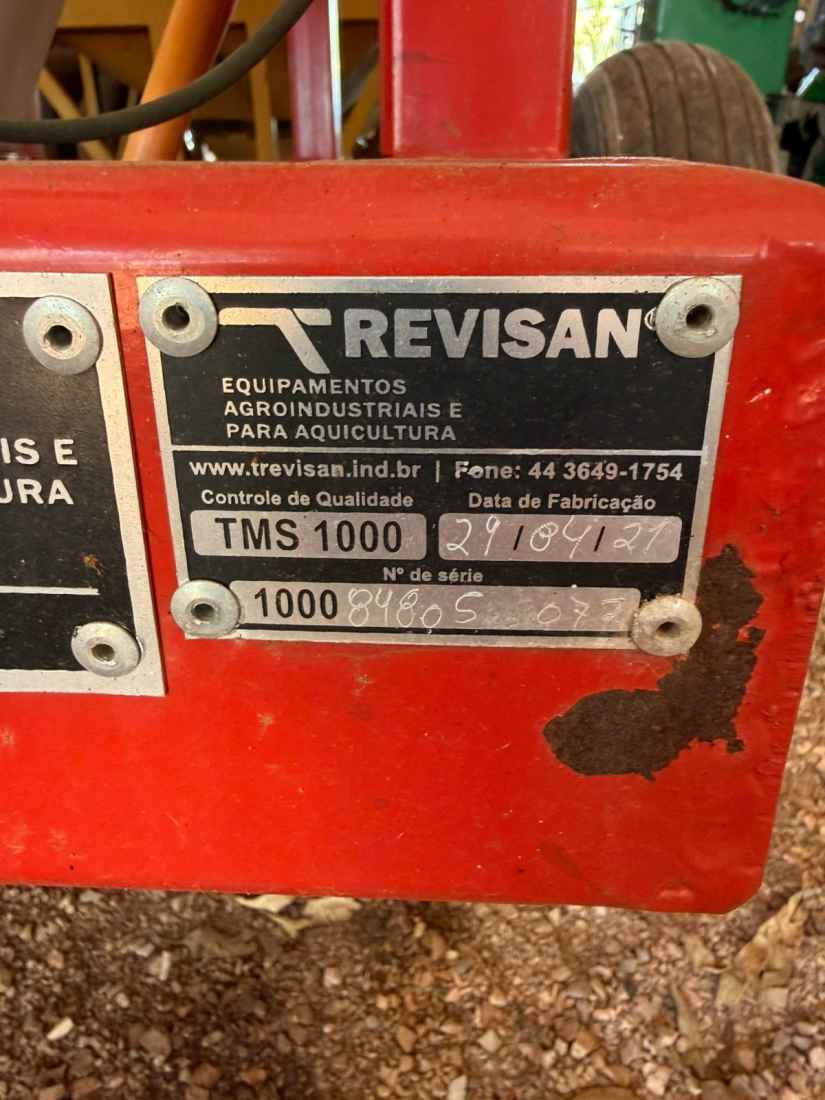 IS E
URA
TREVISAN
EQUIPAMENTOS
AGROINDUSTRIAIS E
PARA AQUICULTURA
www.trevisan.ind.br | Fone: 44 3649-1754
Controle de Qualidade Data de Fabricação
TMS 1000 29/04/21
Nº de série
1000 84805